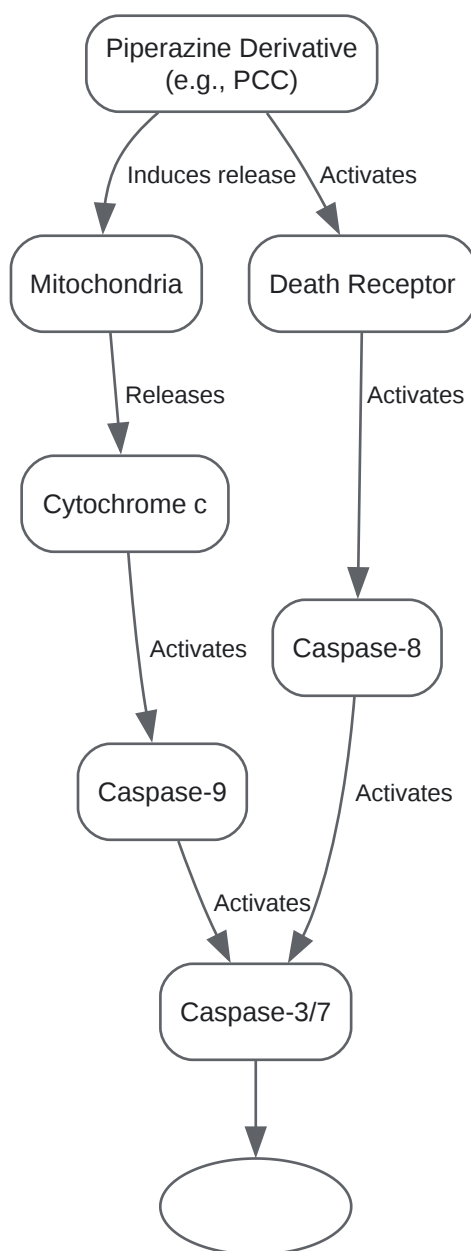 Piperazine Derivative
(e.g., PCC)
Induces release
Activates
Mitochondria
Death Receptor
Releases
Activates
Cytochrome c
Activates
Caspase-8
Caspase-9
Activates
Activates
Caspase-3/7